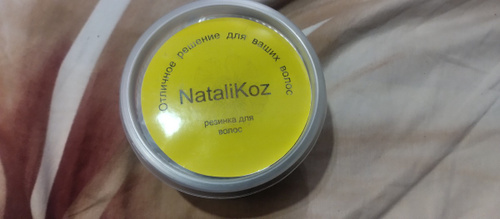 Отличное решение для ваших волос
NataliKoz
резинка для
волос